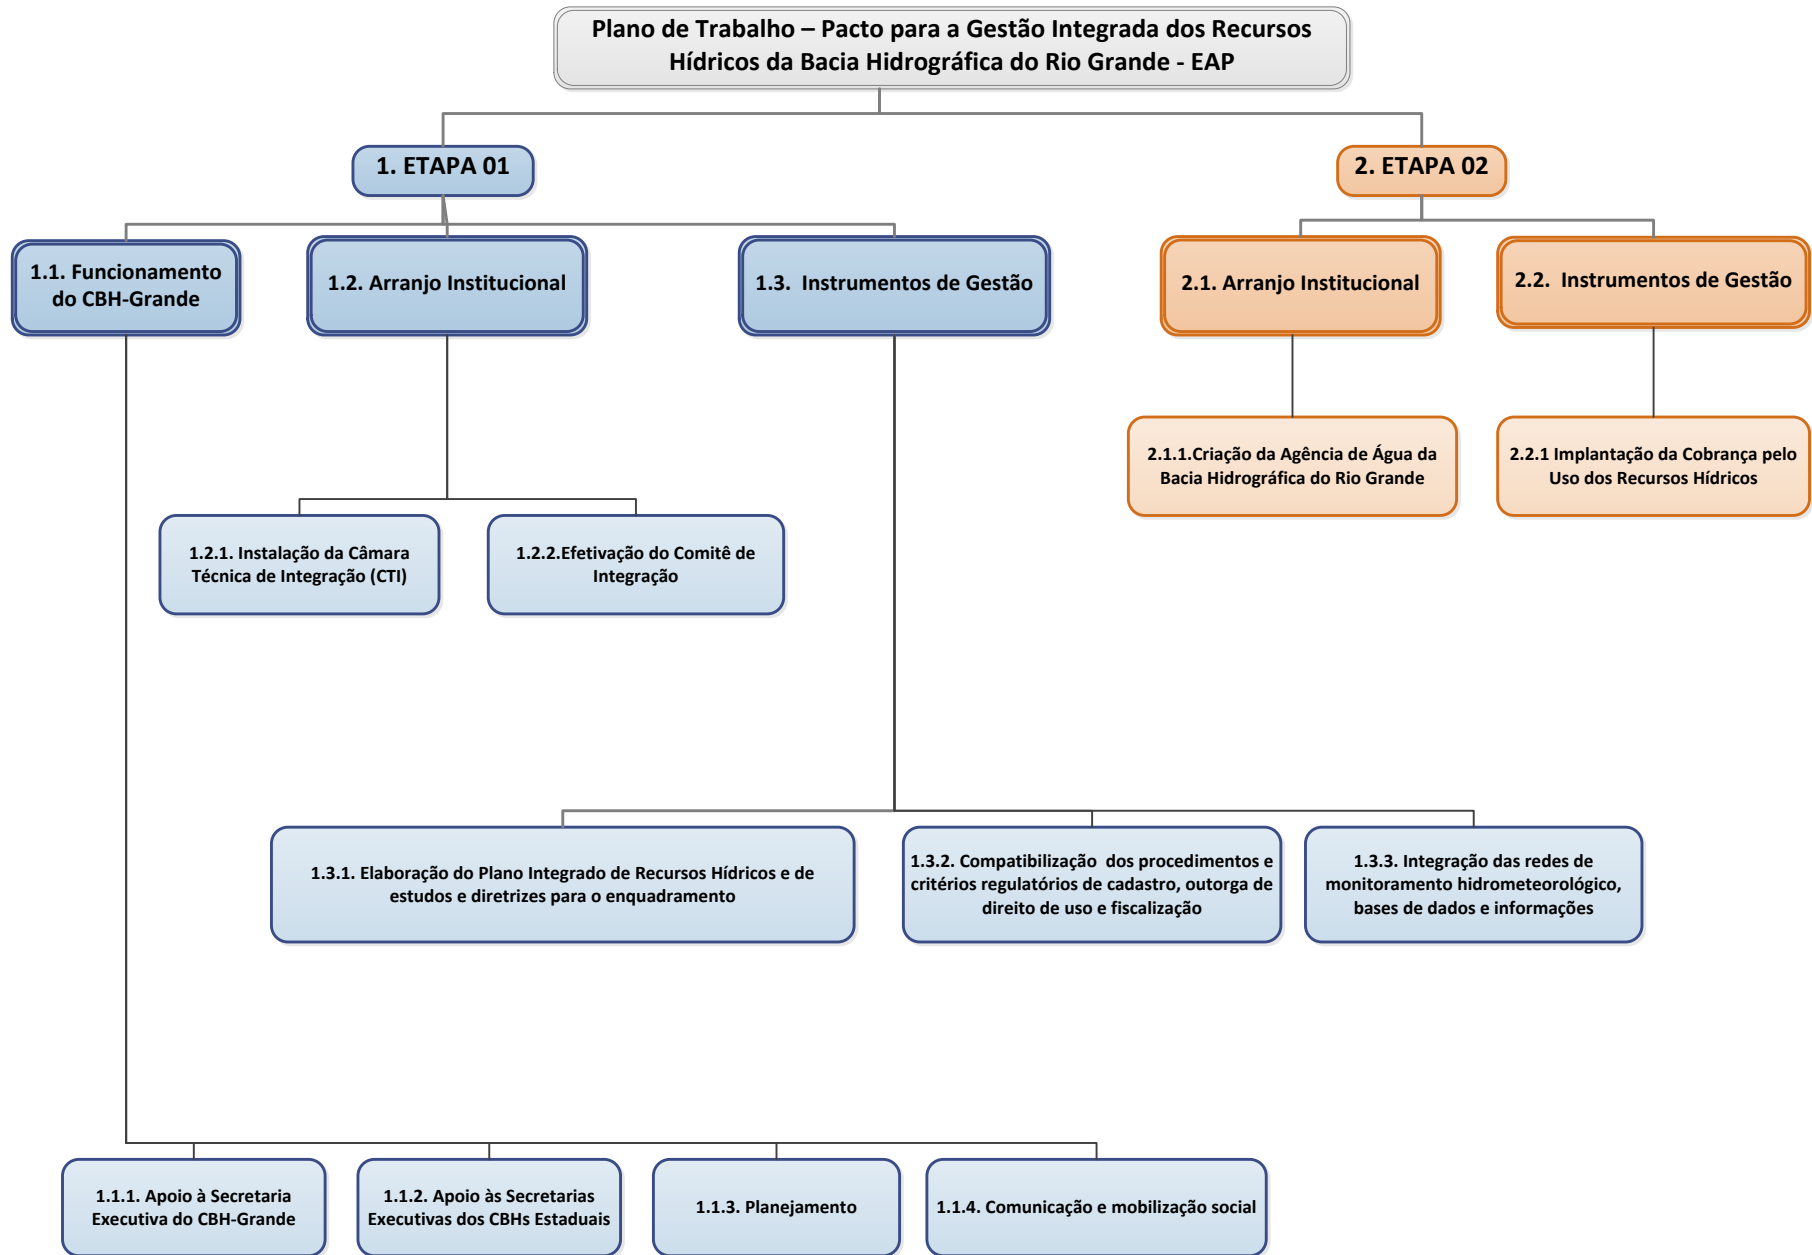 Plano de Trabalho – Pacto para a Gestão Integrada dos Recursos
Hídricos da Bacia Hidrográfica do Rio Grande - EAP
1. ETAPA 01
2. ETAPA 02
1.1. Funcionamento
do CBH-Grande
1.2. Arranjo Institucional
1.3.  Instrumentos de Gestão
2.1. Arranjo Institucional
2.2.  Instrumentos de Gestão
2.1.1.Criação da Agência de Água da
Bacia Hidrográfica do Rio Grande
2.2.1 Implantação da Cobrança pelo
Uso dos Recursos Hídricos
1.2.1. Instalação da Câmara
Técnica de Integração (CTI)
1.2.2.Efetivação do Comitê de
Integração
1.3.1. Elaboração do Plano Integrado de Recursos Hídricos e de
estudos e diretrizes para o enquadramento
1.3.2. Compatibilização  dos procedimentos e
critérios regulatórios de cadastro, outorga de
direito de uso e fiscalização
1.3.3. Integração das redes de
monitoramento hidrometeorológico,
bases de dados e informações
1.1.1. Apoio à Secretaria
Executiva do CBH-Grande
1.1.2. Apoio às Secretarias
Executivas dos CBHs Estaduais
1.1.3. Planejamento
1.1.4. Comunicação e mobilização social